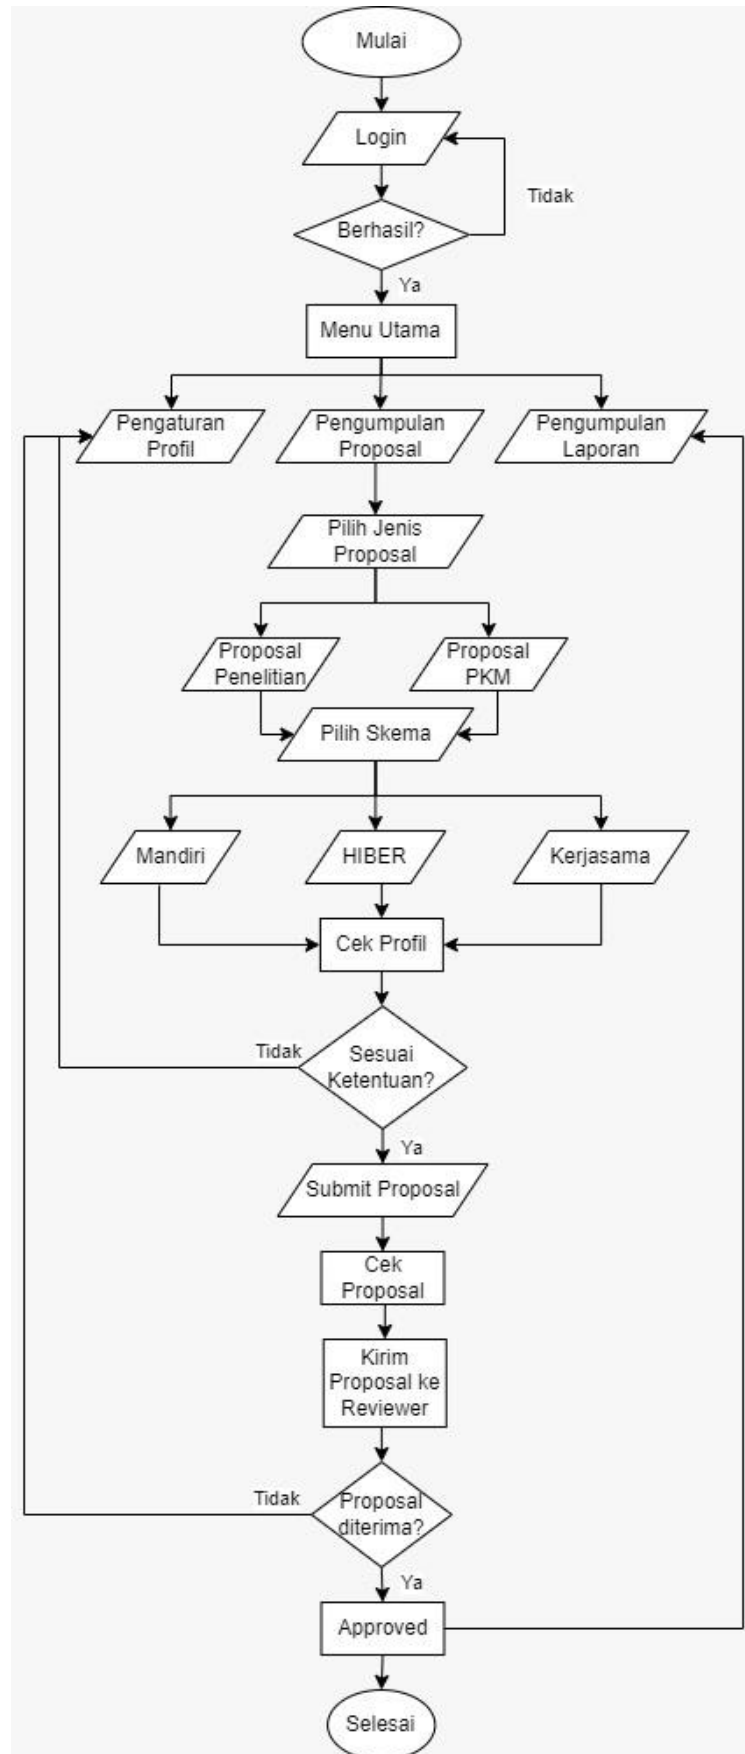 Mulai
Login
Tidak
Berhasil?
Ya
Menu Utama
Pengaturan
Profil
Pengumpulan
Proposal
Pengumpulan
Laporan
Pilih Jenis
Proposal
Proposal
Penelitian
Proposal
PKM
Pilih Skema
Mandiri
HIBER
Kerjasama
Cek Profil
Tidak
Sesuai
Ketentuan?
Ya
Submit Proposal
Cek
Proposal
Kirim
Proposal ke
Reviewer
Tidak
Proposal
diterima?
Ya
Approved
Selesai